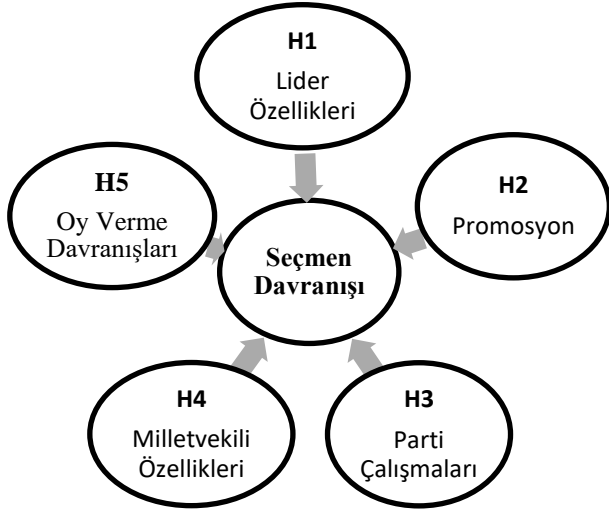 H1
Lider
Özellikleri
H2
Promosyon
H3
Parti
Çalışmaları
H4
Milletvekili
Özellikleri
H5
Oy Verme
Davranışları
Seçmen
Davranışı